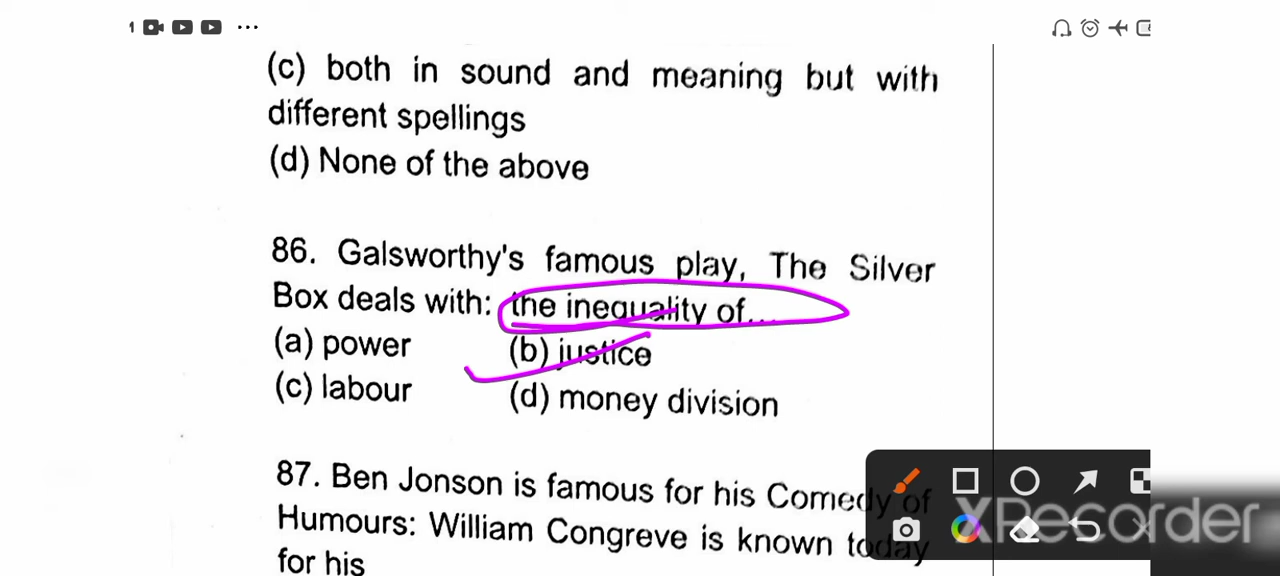 1 ...
(c) both in sound and meaning but with
different spellings
(d) None of the above
86. Galsworthy's famous play, The Silver
Box deals with: the inequality of...
(a) power (b) justice
(c) labour (d) money division
87. Ben Jonson is famous for his Comedy of
Humours: William Congreve is known today
for his
XRecorder